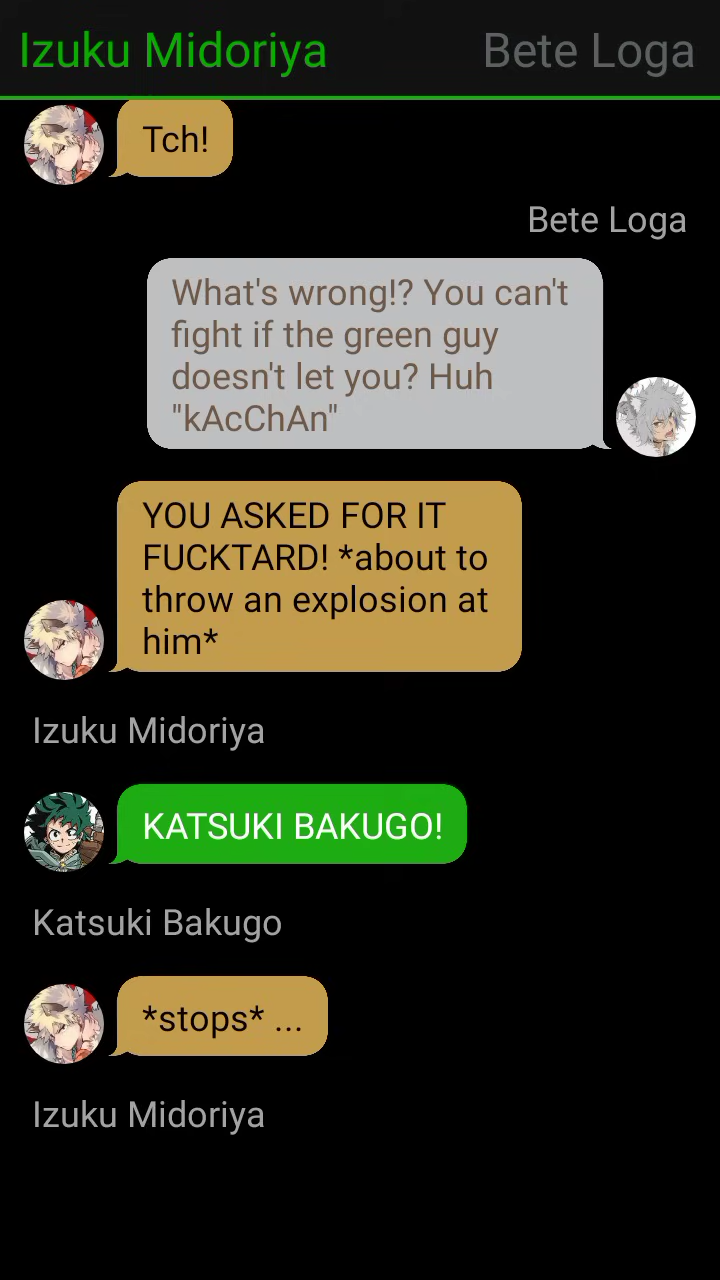 Izuku Midoriya Bete Loga
Tch!
Bete Loga
What's wrong!? You can't
fight if the green guy
doesn't let you? Huh
"kAcChAn"
YOU ASKED FOR IT
FUCKTARD! *about to
throw an explosion at
him*
Izuku Midoriya
KATSUKI BAKUGO!
Katsuki Bakugo
*stops* ...
Izuku Midoriya